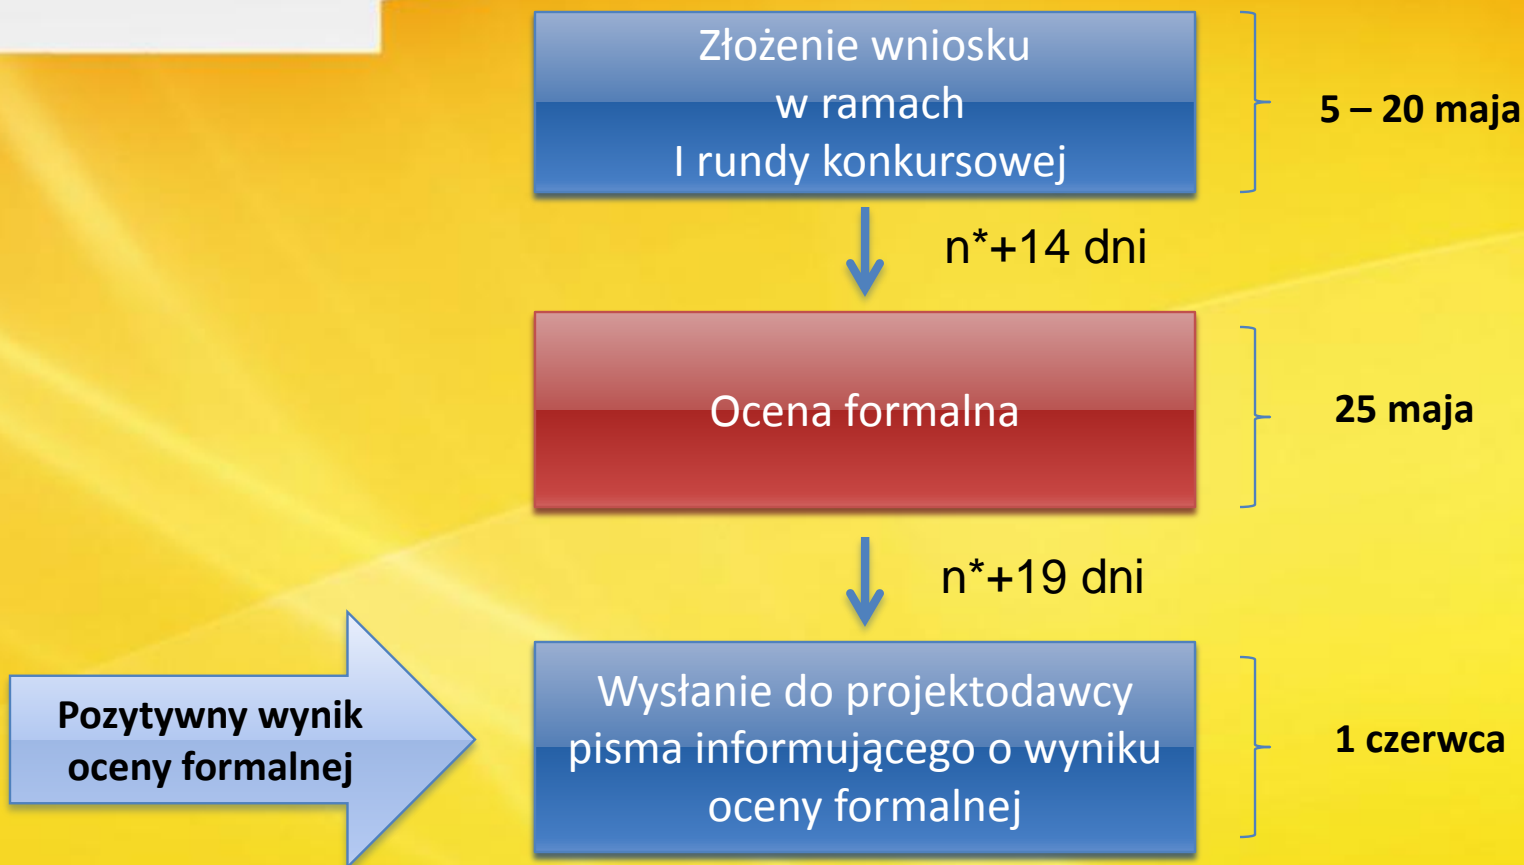 Złożenie wniosku
w ramach
I rundy konkursowej
5 – 20 maja
n*+14 dni
Ocena formalna
25 maja
n*+19 dni
Pozytywny wynik
oceny formalnej
Wysłanie do projektodawcy
pisma informującego o wyniku
oceny formalnej
1 czerwca